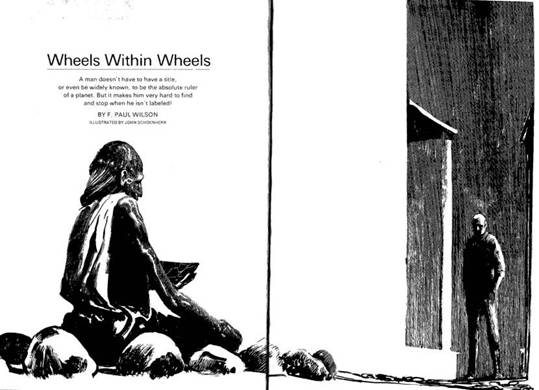 Wheels Within Wheels
A man doesn't have to have a title,
or even be widely known, to be the absolute ruler
of a planet. But it makes him very hard to find
and stop when he isn't labeled!
BY F. PAUL WILSON
ILLUSTRATED BY JOHN SCHOENHERR